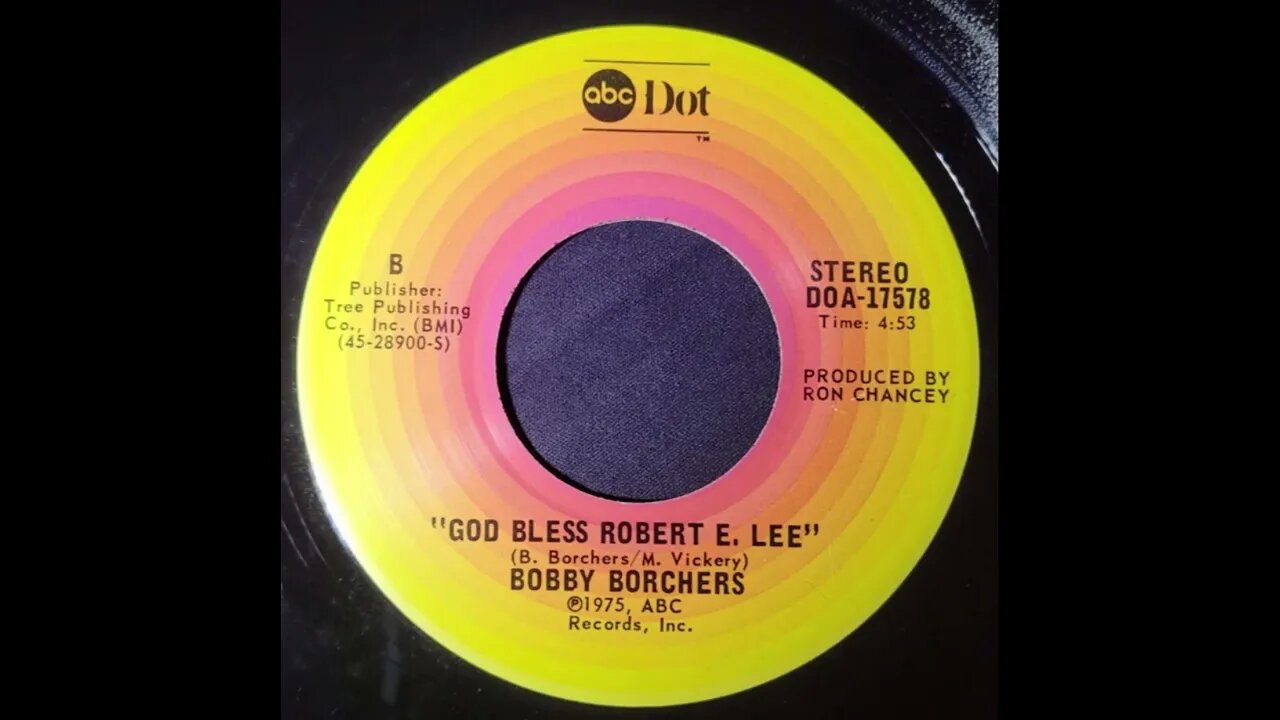 abc Dot
™
B
Publisher:
Tree Publishing
Co., Inc. (BMI)
(45-28900-S)
STEREO
DOA-17578
Time: 4:53
PRODUCED BY
RON CHANCEY
"GOD BLESS ROBERT E. LEE"
(B. Borchers/M. Vickery)
BOBBY BORCHERS
℗1975, ABC
Records, Inc.